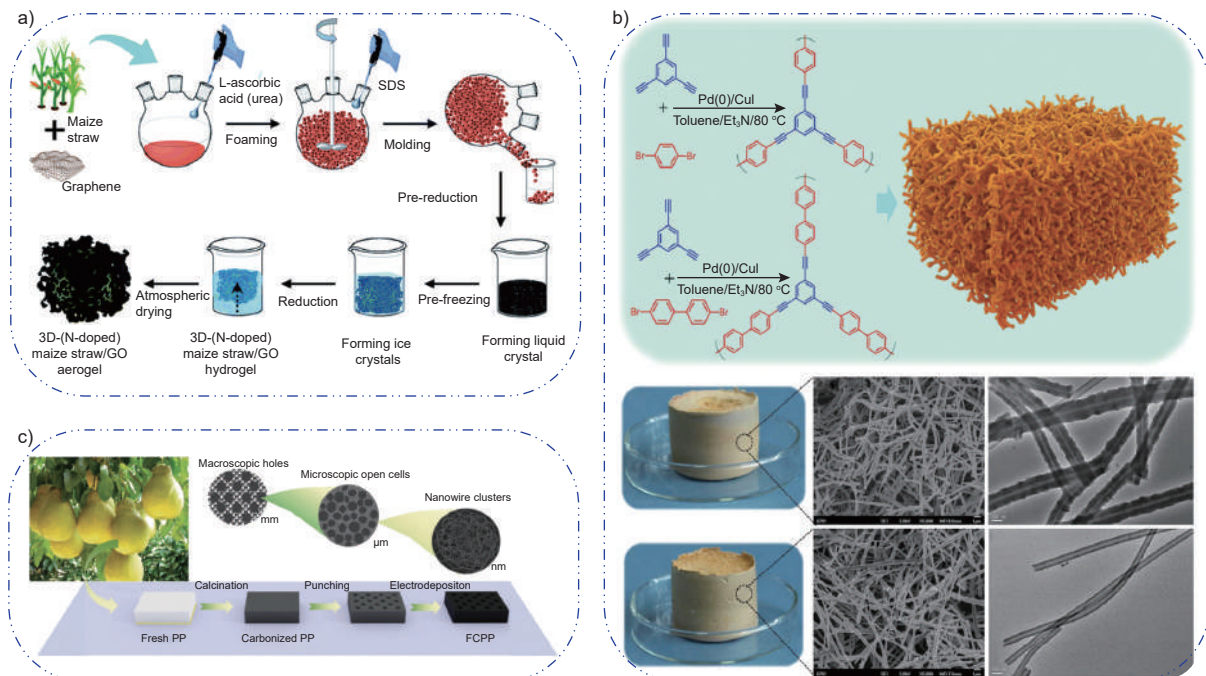 a)
L-ascorbic
acid (urea)
SDS
Maize
straw
Graphene
Foaming
Molding
Pre-reduction
Atmospheric
drying
Reduction
Pre-freezing
3D-(N-doped)
maize straw/GO
aerogel
3D-(N-doped)
maize straw/GO
hydrogel
Forming ice
crystals
Forming liquid
crystal
b)
+
Pd(0)/CuI
Toluene/Et₃N/80 °C
Br
Br
+
Pd(0)/CuI
Toluene/Et₃N/80 °C
Br
Br
c)
Macroscopic holes
mm
Microscopic open cells
μm
Nanowire clusters
nm
Calcination
Punching
Electrodepositon
Fresh PP
Carbonized PP
FCPP